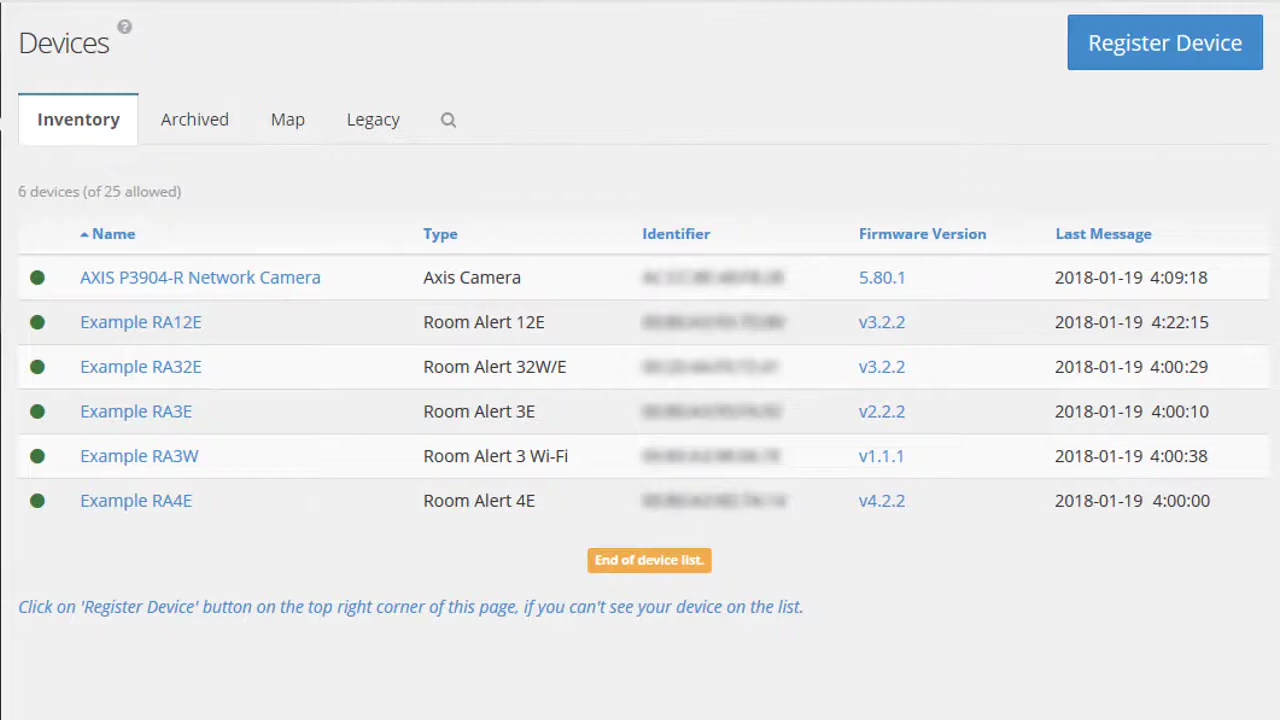 Devices ?
Register Device
Inventory Archived Map Legacy
6 devices (of 25 allowed)
Name Type Identifier Firmware Version Last Message
AXIS P3904-R Network Camera Axis Camera 5.80.1 2018-01-19 4:09:18
Example RA12E Room Alert 12E v3.2.2 2018-01-19 4:22:15
Example RA32E Room Alert 32W/E v3.2.2 2018-01-19 4:00:29
Example RA3E Room Alert 3E v2.2.2 2018-01-19 4:00:10
Example RA3W Room Alert 3 Wi-Fi v1.1.1 2018-01-19 4:00:38
Example RA4E Room Alert 4E v4.2.2 2018-01-19 4:00:00
End of device list.
Click on 'Register Device' button on the top right corner of this page, if you can't see your device on the list.